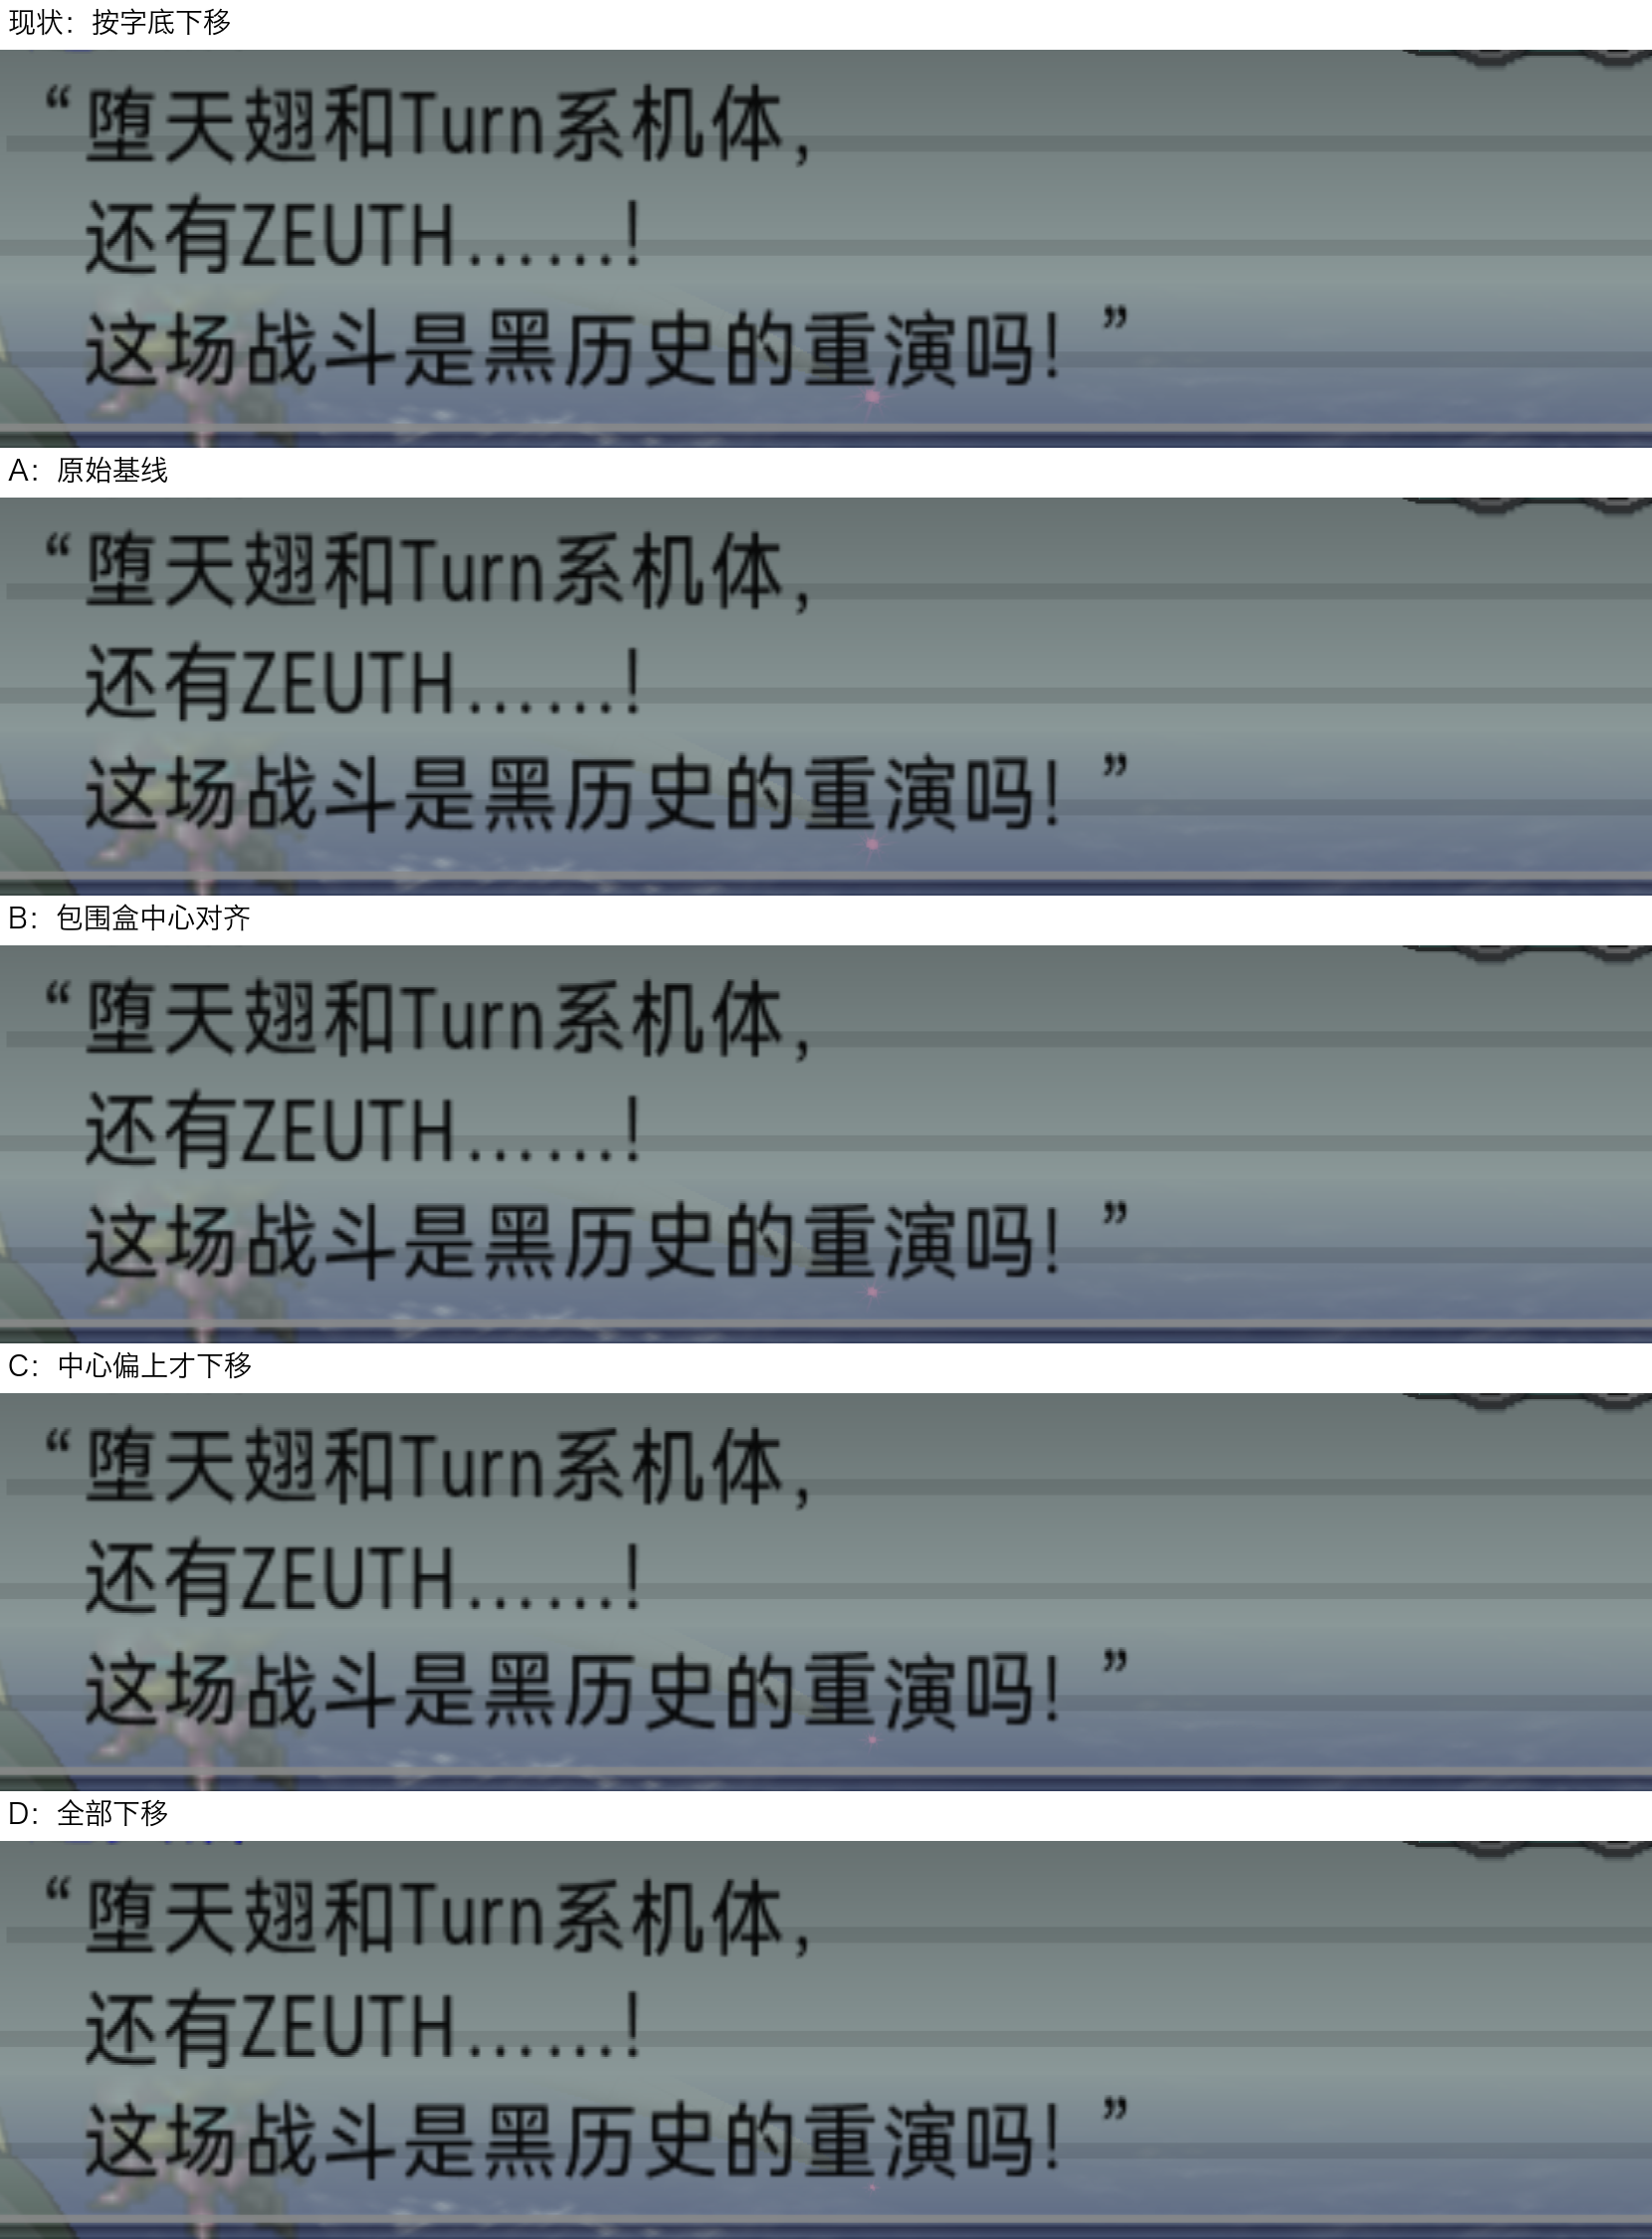 现状：按字底下移
“堕天翅和Turn系机体,
还有ZEUTH……!
这场战斗是黑历史的重演吗！”
A：原始基线
“堕天翅和Turn系机体,
还有ZEUTH……!
这场战斗是黑历史的重演吗！”
B：包围盒中心对齐
“堕天翅和Turn系机体,
还有ZEUTH……!
这场战斗是黑历史的重演吗！”
C：中心偏上才下移
“堕天翅和Turn系机体,
还有ZEUTH……!
这场战斗是黑历史的重演吗！”
D：全部下移
“堕天翅和Turn系机体,
还有ZEUTH……!
这场战斗是黑历史的重演吗！”